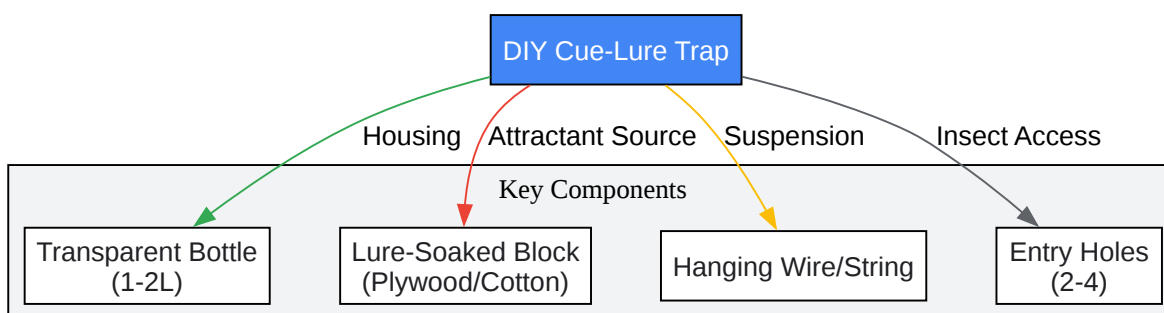 DIY Cue-Lure Trap
Housing
Attractant Source
Suspension
Insect Access
Key Components
Transparent Bottle
(1-2L)
Lure-Soaked Block
(Plywood/Cotton)
Hanging Wire/String
Entry Holes
(2-4)